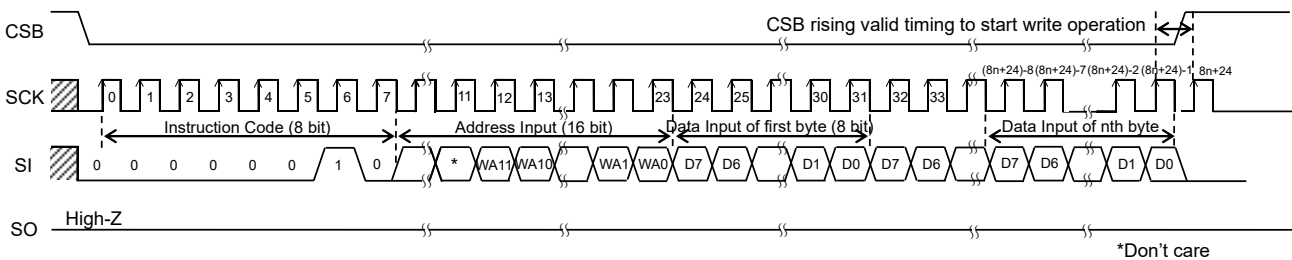 CSB CSB rising valid timing to start write operation
(8n+24)-8 (8n+24)-7 (8n+24)-2 (8n+24)-1 8n+24
SCK 0 1 2 3 4 5 6 7 11 12 13 23 24 25 30 31 32 33
Instruction Code (8 bit) Address Input (16 bit) Data Input of first byte (8 bit) Data Input of nth byte
SI 0 0 0 0 0 0 1 0 * WA11 WA10 WA1 WA0 D7 D6 D1 D0 D7 D6 D7 D6 D1 D0
High-Z
SO
*Don't care